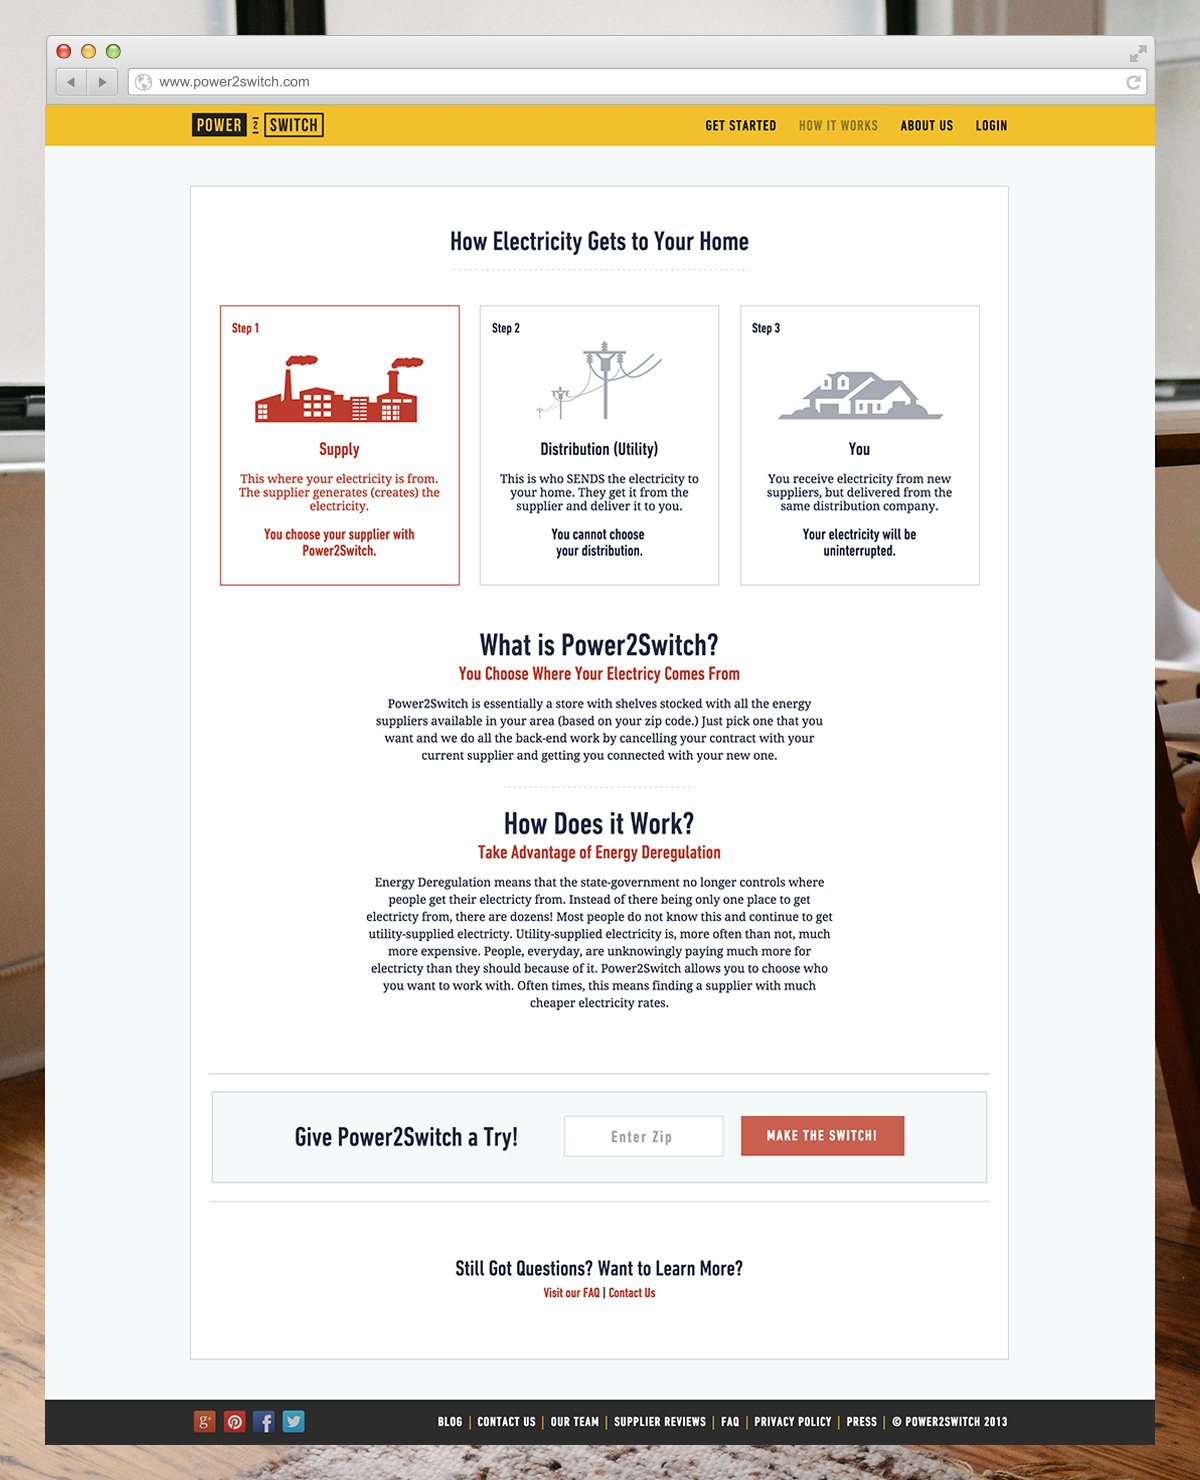 www.power2switch.com
POWER 2 SWITCH
GET STARTED HOW IT WORKS ABOUT US LOGIN
How Electricity Gets to Your Home
Step 1
Supply
This where your electricity is from.
The supplier generates (creates) the
electricity.
You choose your supplier with
Power2Switch.
Step 2
Distribution (Utility)
This is who SENDS the electricity to
your home. They get it from the
supplier and deliver it to you.
You cannot choose
your distribution.
Step 3
You
You receive electricity from new
suppliers, but delivered from the
same distribution company.
Your electricity will be
uninterrupted.
What is Power2Switch?
You Choose Where Your Electricy Comes From
Power2Switch is essentially a store with shelves stocked with all the energy
suppliers available in your area (based on your zip code.) Just pick one that you
want and we do all the back-end work by cancelling your contract with your
current supplier and getting you connected with your new one.
How Does it Work?
Take Advantage of Energy Deregulation
Energy Deregulation means that the state-government no longer controls where
people get their electricty from. Instead of there being only one place to get
electricty from, there are dozens! Most people do not know this and continue to get
utility-supplied electricty. Utility-supplied electricity is, more often than not, much
more expensive. People, everyday, are unknowingly paying much more for
electricty than they should because of it. Power2Switch allows you to choose who
you want to work with. Often times, this means finding a supplier with much
cheaper electricity rates.
Give Power2Switch a Try!
Enter Zip
MAKE THE SWITCH!
Still Got Questions? Want to Learn More?
Visit our FAQ | Contact Us
g+ f
BLOG | CONTACT US | OUR TEAM | SUPPLIER REVIEWS | FAQ | PRIVACY POLICY | PRESS | © POWER2SWITCH 2013